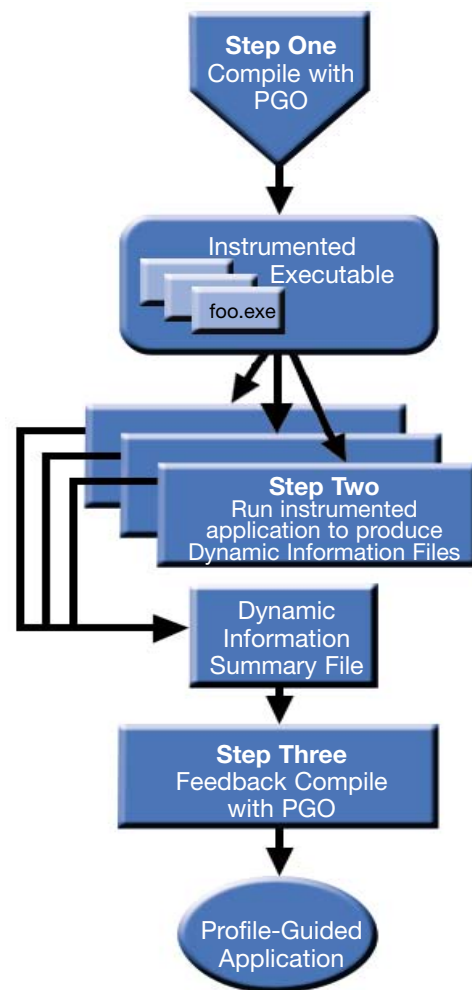 Step One
Compile with
PGO
Instrumented
Executable
foo.exe
Step Two
Run instrumented
application to produce
Dynamic Information Files
Dynamic
Information
Summary File
Step Three
Feedback Compile
with PGO
Profile-Guided
Application